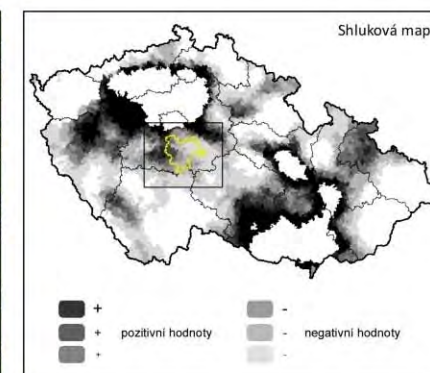 Shluková map
+ -
+ pozitivní hodnoty - negativní hodnoty
+ -